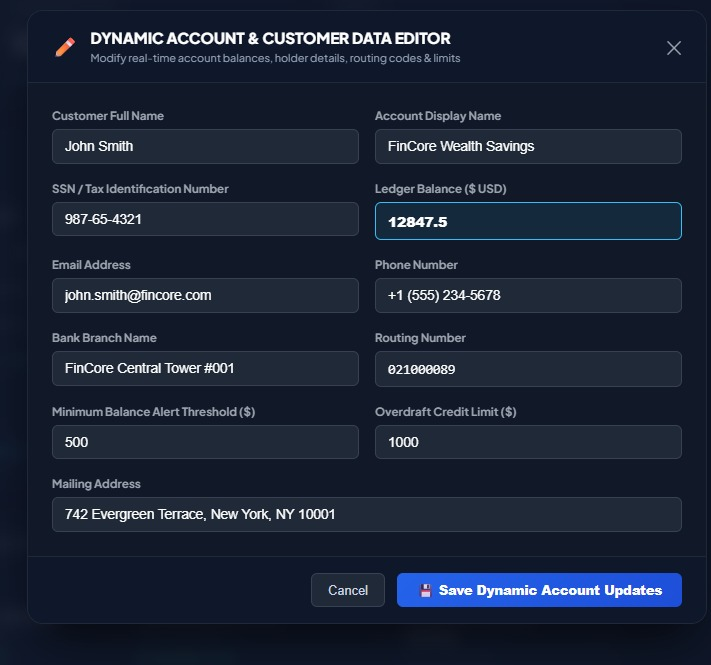 DYNAMIC ACCOUNT & CUSTOMER DATA EDITOR
Modify real-time account balances, holder details, routing codes & limits
Customer Full Name
John Smith
Account Display Name
FinCore Wealth Savings
SSN / Tax Identification Number
987-65-4321
Ledger Balance ($ USD)
12847.5
Email Address
john.smith@fincore.com
Phone Number
+1 (555) 234-5678
Bank Branch Name
FinCore Central Tower #001
Routing Number
021000089
Minimum Balance Alert Threshold ($)
500
Overdraft Credit Limit ($)
1000
Mailing Address
742 Evergreen Terrace, New York, NY 10001
Cancel
Save Dynamic Account Updates